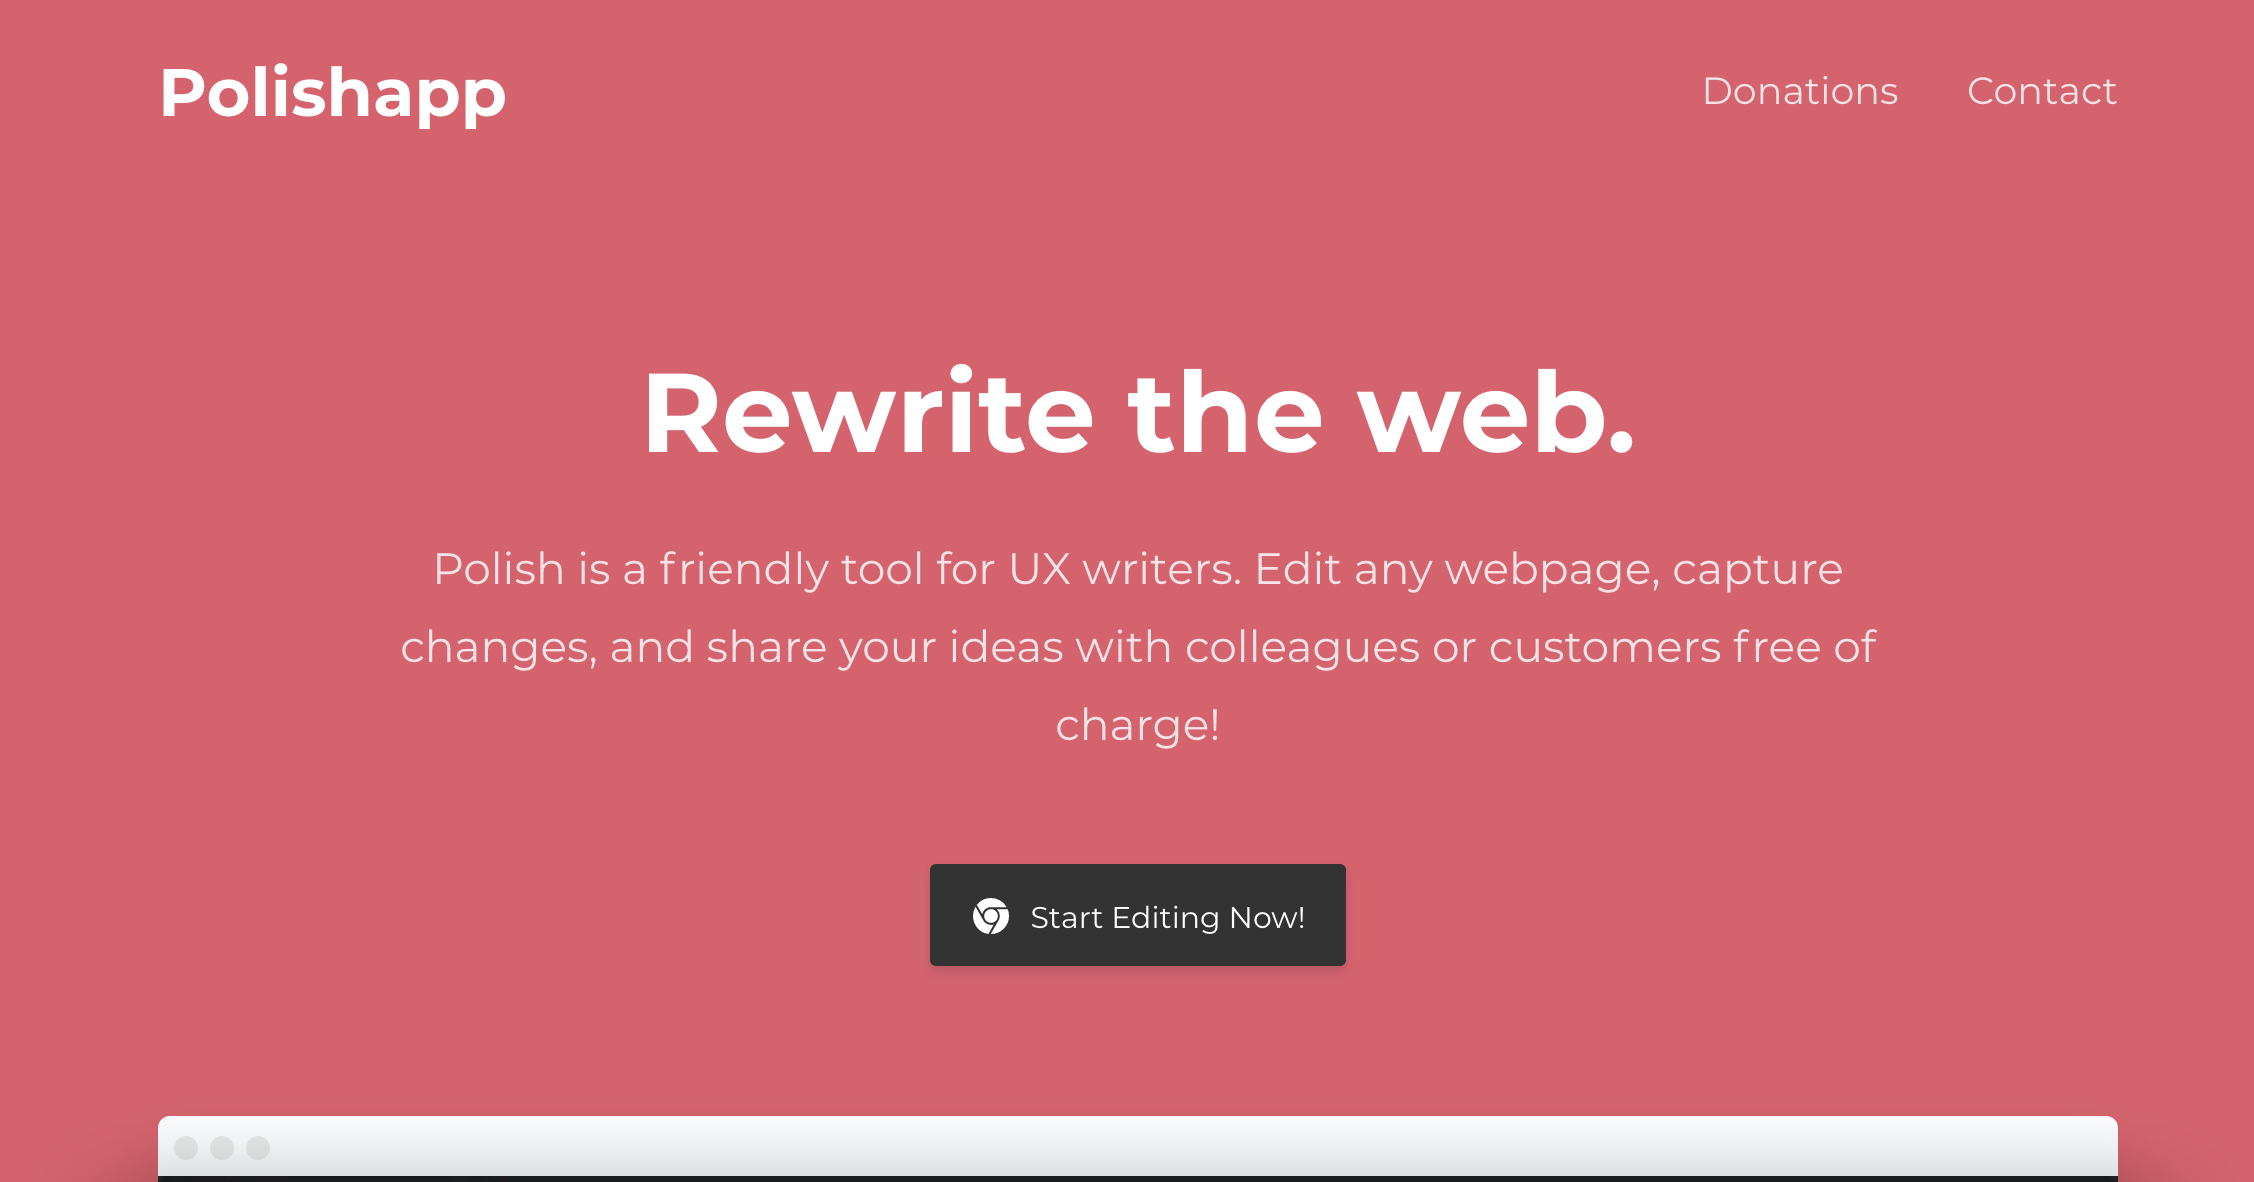 Polishapp
Donations
Contact
Rewrite the web.
Polish is a friendly tool for UX writers. Edit any webpage, capture
changes, and share your ideas with colleagues or customers free of
charge!
Start Editing Now!